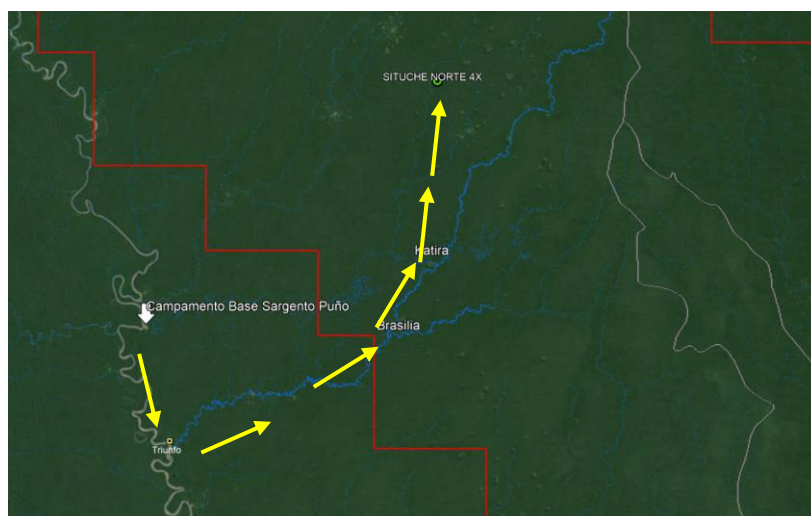 SITUCHE NORTE 4X
Katira
Campamento Base Sargento Puño
Brasilia
Triunfo